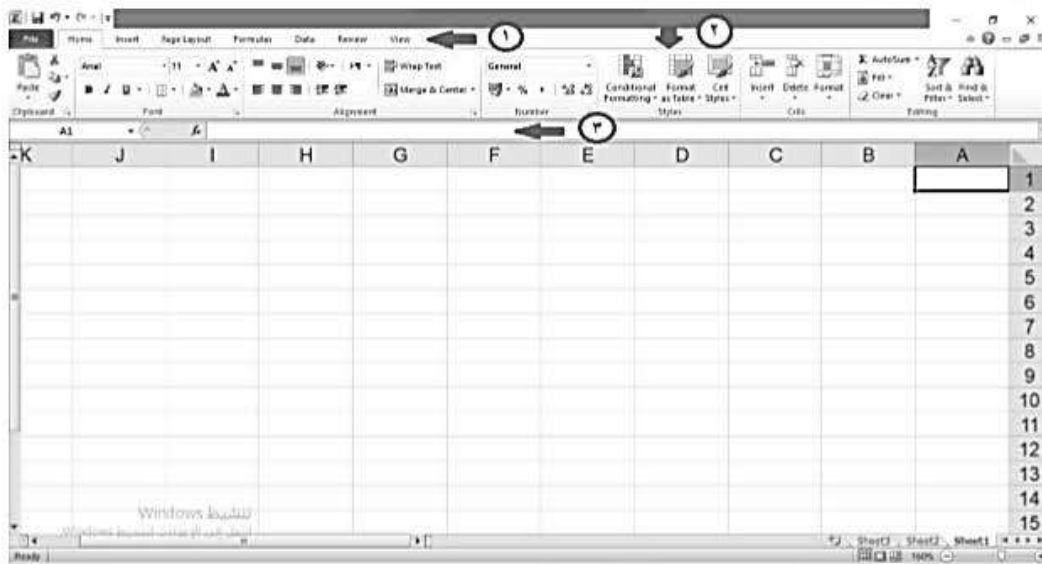 File Home Insert Page Layout Formulas Data Review View ١ ٢
Paste Arial 11 A A Wrap Text General Conditional Formatting Format as Table Cell Styles Insert Delete Format Σ AutoSum Fill Clear Sort & Filter Find & Select
B I U A Merge & Center %
Clipboard Font Alignment Number Styles Cells Editing
A1 fx ٣
K J I H G F E D C B A
1
2
3
4
5
6
7
8
9
10
11
12
13
14
تنشيط Windows
15
Sheet3 Sheet2 Sheet1
Ready 160%